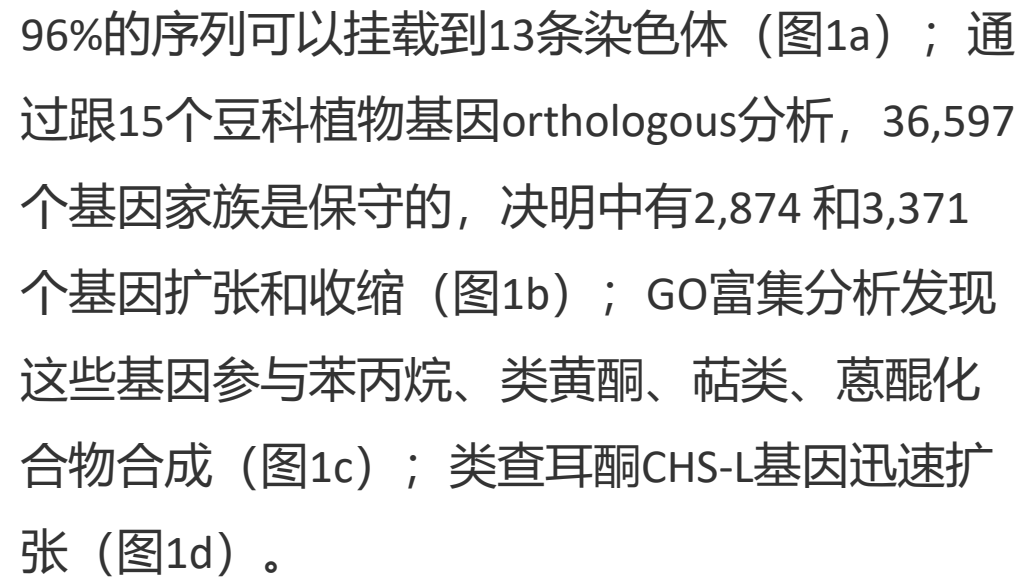 96%的序列可以挂载到13条染色体（图1a）；通
过跟15个豆科植物基因orthologous分析，36,597
个基因家族是保守的，决明中有2,874 和3,371
个基因扩张和收缩（图1b）；GO富集分析发现
这些基因参与苯丙烷、类黄酮、萜类、蒽醌化
合物合成（图1c）；类查耳酮CHS-L基因迅速扩
张（图1d）。